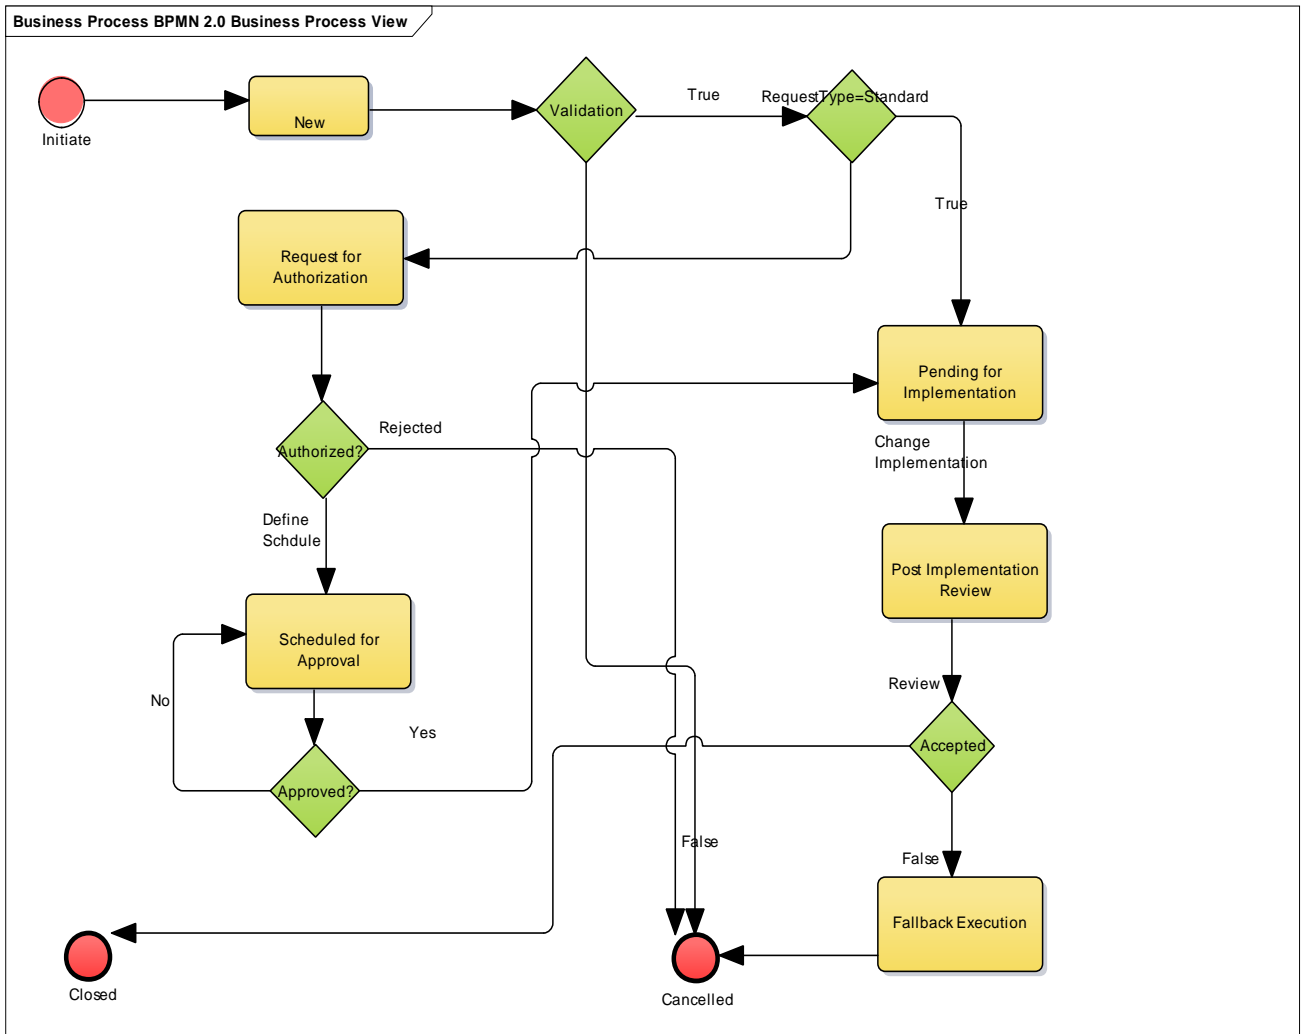 Business Process BPMN 2.0 Business Process View
Initiate
New
Validation
True
RequestType=Standard
True
Request for
Authorization
Pending for
Implementation
Authorized?
Rejected
Change
Implementation
Define
Schdule
Post Implementation
Review
Scheduled for
Approval
No
Yes
Review
Approved?
Accepted
False
False
Fallback Execution
Closed
Cancelled